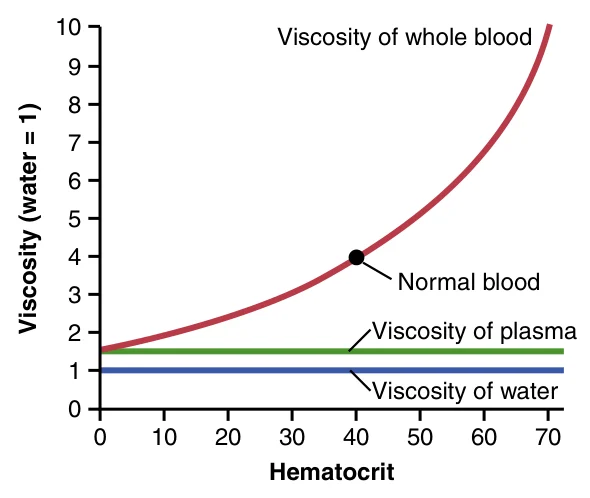 10
Viscosity of whole blood
9
8
7
6
5
4
Normal blood
3
2
Viscosity of plasma
1
Viscosity of water
0
Viscosity (water = 1)
0 10 20 30 40 50 60 70
Hematocrit